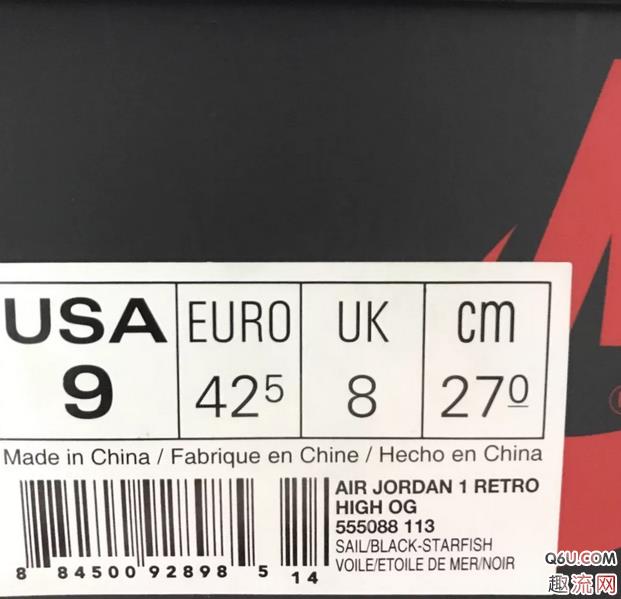 USA EURO UK cm
9 42⁵ 8 27⁰
Made in China / Fabrique en Chine / Hecho en China
AIR JORDAN 1 RETRO
HIGH OG
555088 113
SAIL/BLACK-STARFISH
VOILE/ETOILE DE MER/NOIR
8 84500 92898 5 14
Q6U.COM
趣流网